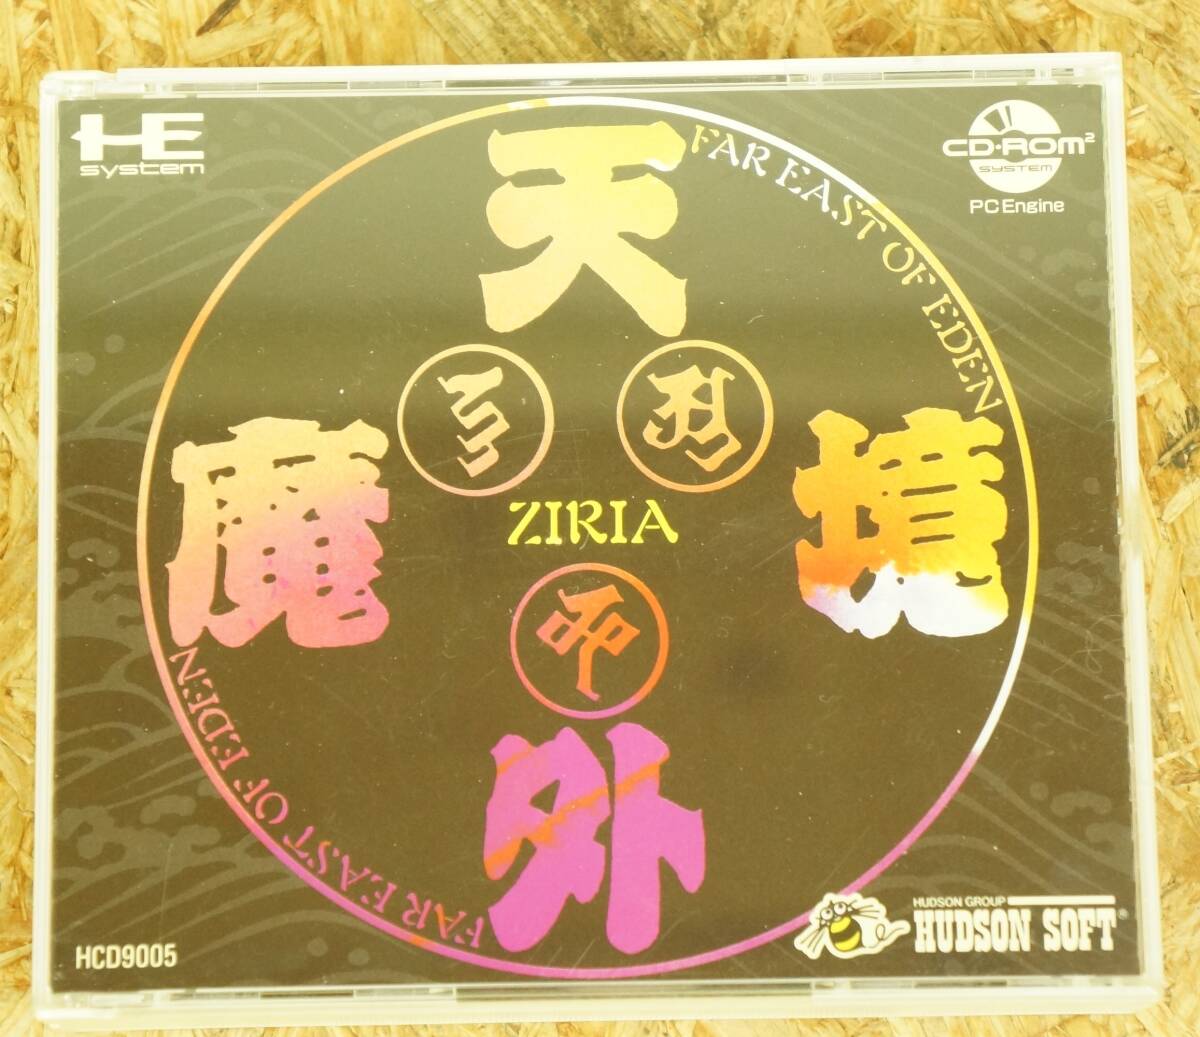 HE
system
CD・ROM²
SYSTEM
PC Engine
天
外
魔
境
FAR EAST OF EDEN
ZIRIA
FAR EAST OF EDEN
HCD9005
HUDSON GROUP
HUDSON SOFT®